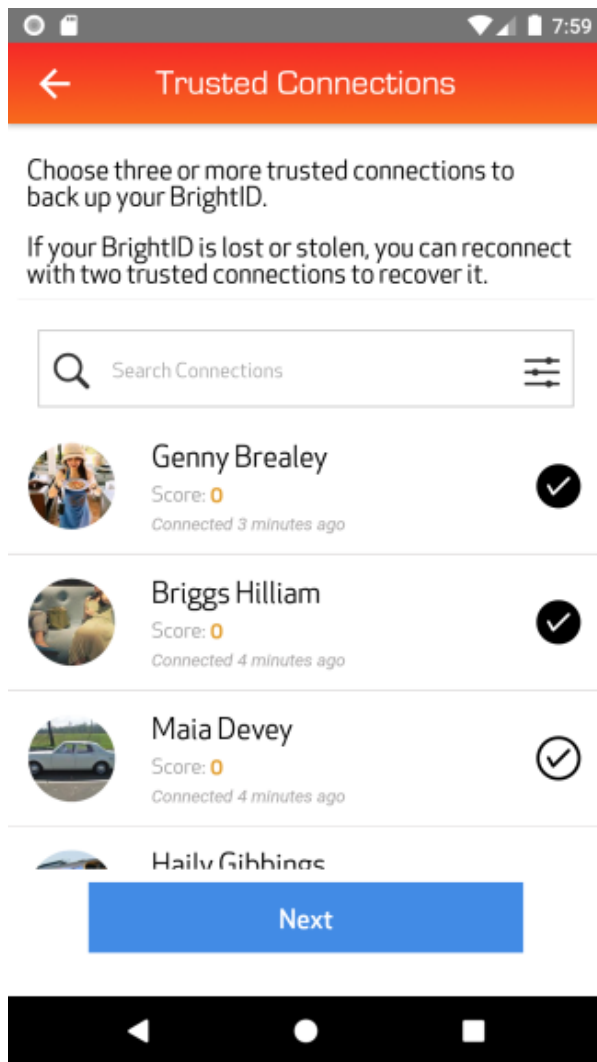 7:59
Trusted Connections
Choose three or more trusted connections to
back up your BrightID.
If your BrightID is lost or stolen, you can reconnect
with two trusted connections to recover it.
Search Connections
Genny Brealey
Score: 0
Connected 3 minutes ago
Briggs Hilliam
Score: 0
Connected 4 minutes ago
Maia Devey
Score: 0
Connected 4 minutes ago
Haily Gibbings
Next